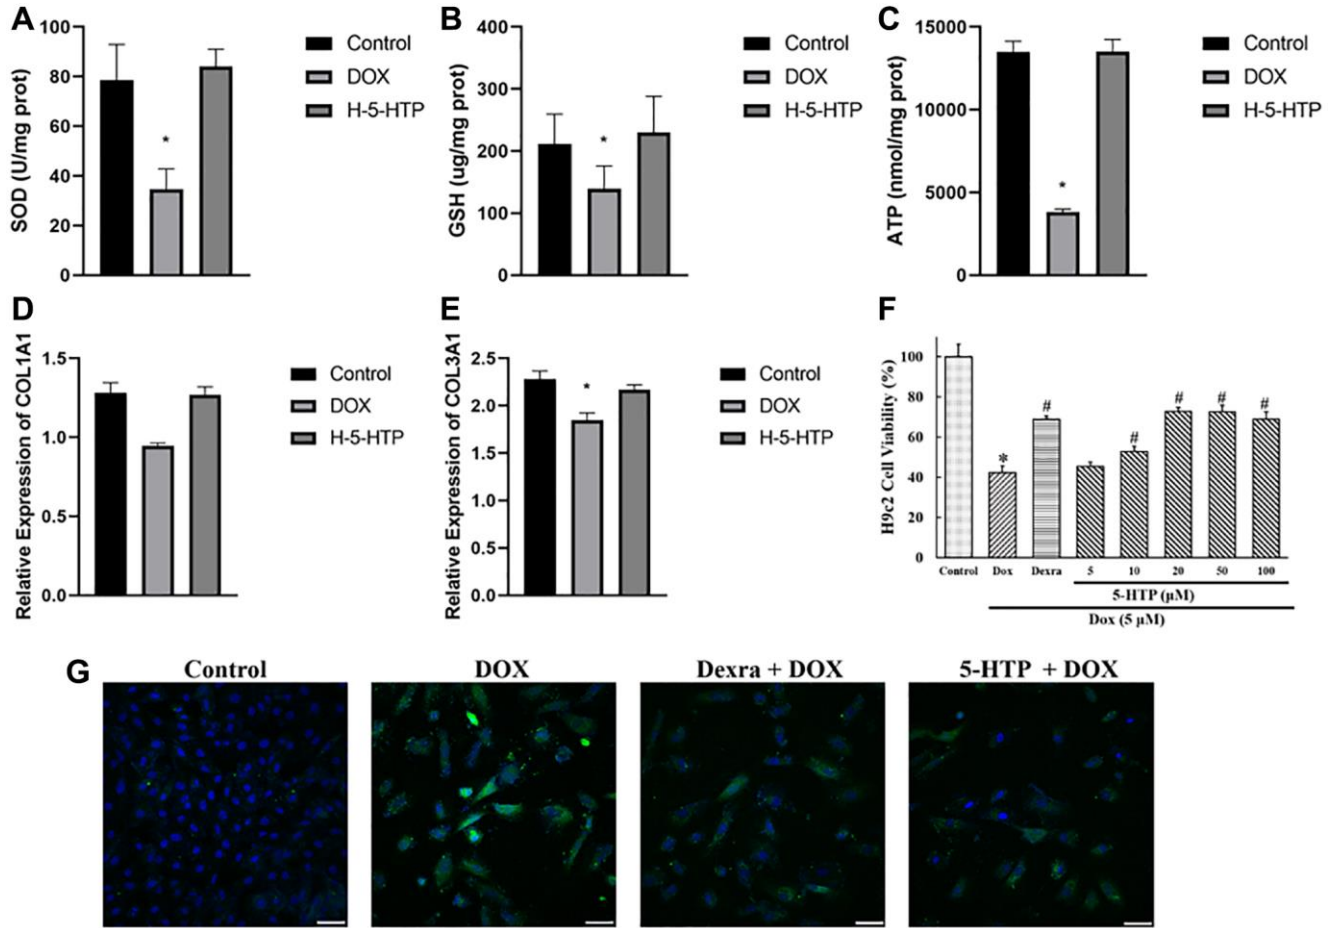 A
SOD (U/mg prot)
100
80
60
40
20
0
*
Control
DOX
H-5-HTP
B
GSH (ug/mg prot)
400
300
200
100
0
*
Control
DOX
H-5-HTP
C
ATP (nmol/mg prot)
15000
10000
5000
0
*
Control
DOX
H-5-HTP
D
Relative Expression of COL1A1
1.5
1.0
0.5
0.0
Control
DOX
H-5-HTP
E
Relative Expression of COL3A1
2.5
2.0
1.5
1.0
0.5
0.0
*
Control
DOX
H-5-HTP
F
H9c2 Cell Viability (%)
100
80
60
40
20
0
* # # # # #
Control Dox Dexra 5 10 20 50 100
5-HTP (μM)
Dox (5 μM)
G
Control
DOX
Dexra + DOX
5-HTP + DOX